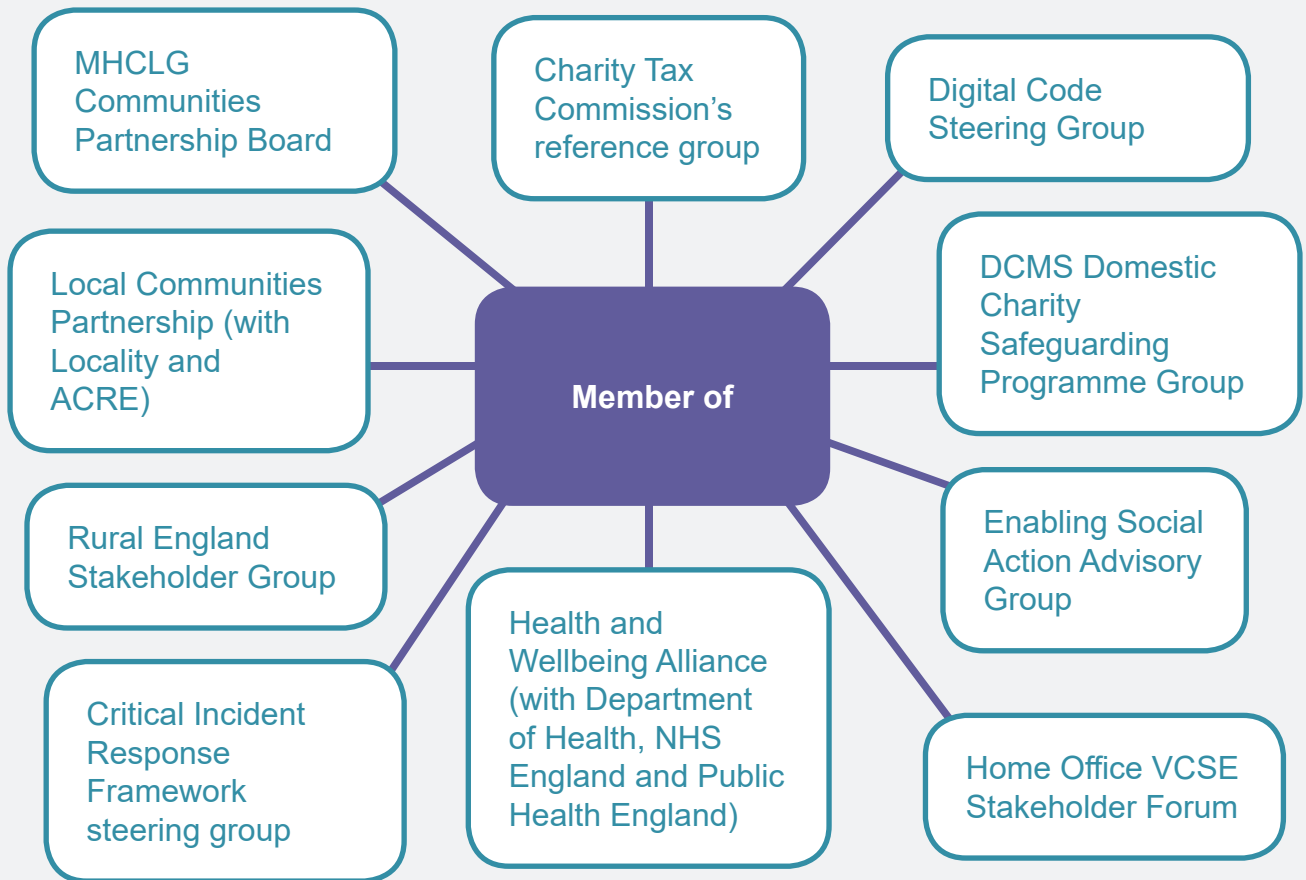 MHCLG
Communities
Partnership Board
Charity Tax
Commission’s
reference group
Digital Code
Steering Group
Local Communities
Partnership (with
Locality and
ACRE)
Member of
DCMS Domestic
Charity
Safeguarding
Programme Group
Rural England
Stakeholder Group
Enabling Social
Action Advisory
Group
Critical Incident
Response
Framework
steering group
Health and
Wellbeing Alliance
(with Department
of Health, NHS
England and Public
Health England)
Home Office VCSE
Stakeholder Forum